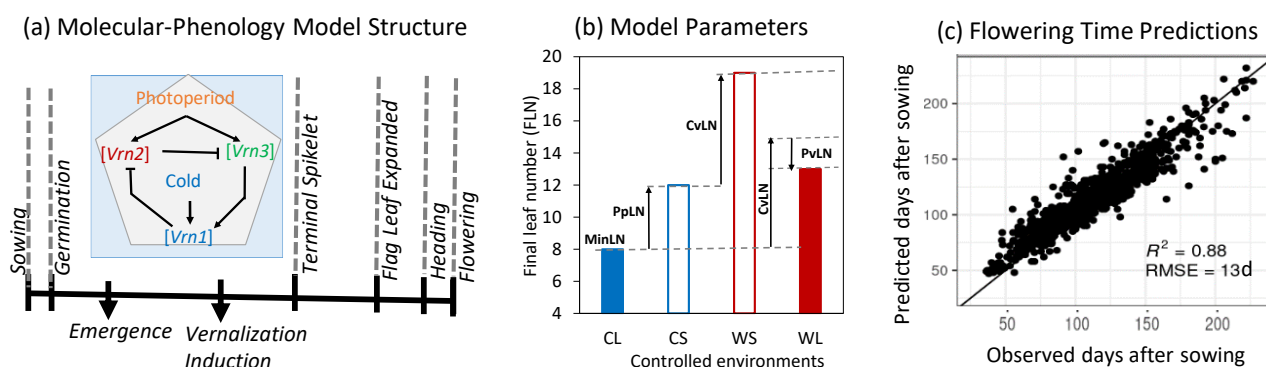 (a) Molecular-Phenology Model Structure
Photoperiod
[Vrn2]
[Vrn3]
Cold
[Vrn1]
Sowing
Germination
Terminal Spikelet
Flag Leaf Expanded
Heading
Flowering
Emergence
Vernalization
Induction
(b) Model Parameters
Final leaf number (FLN)
20
18
16
14
12
10
8
6
4
MinLN
PpLN
CvLN
CvLN
PvLN
CL
CS
WS
WL
Controlled environments
(c) Flowering Time Predictions
Predicted days after sowing
200
150
100
50
R² = 0.88
RMSE = 13d
50
100
150
200
Observed days after sowing